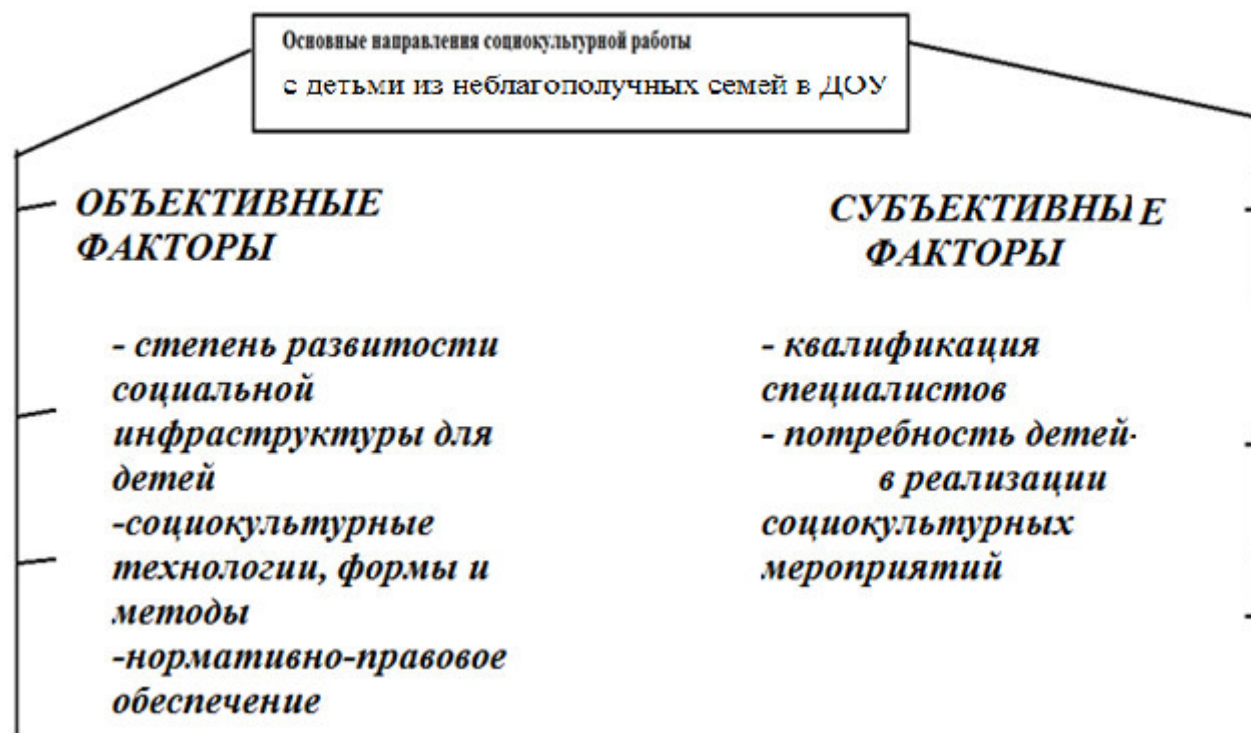 Основные направления социокультурной работы
с детьми из неблагополучных семей в ДОУ
ОБЪЕКТИВНЫЕ
ФАКТОРЫ
- степень развитости
социальной
инфраструктуры для
детей
-социокультурные
технологии, формы и
методы
-нормативно-правовое
обеспечение
СУБЪЕКТИВНЫЕ
ФАКТОРЫ
- квалификация
специалистов
- потребность детей
в реализации
социокультурных
мероприятий